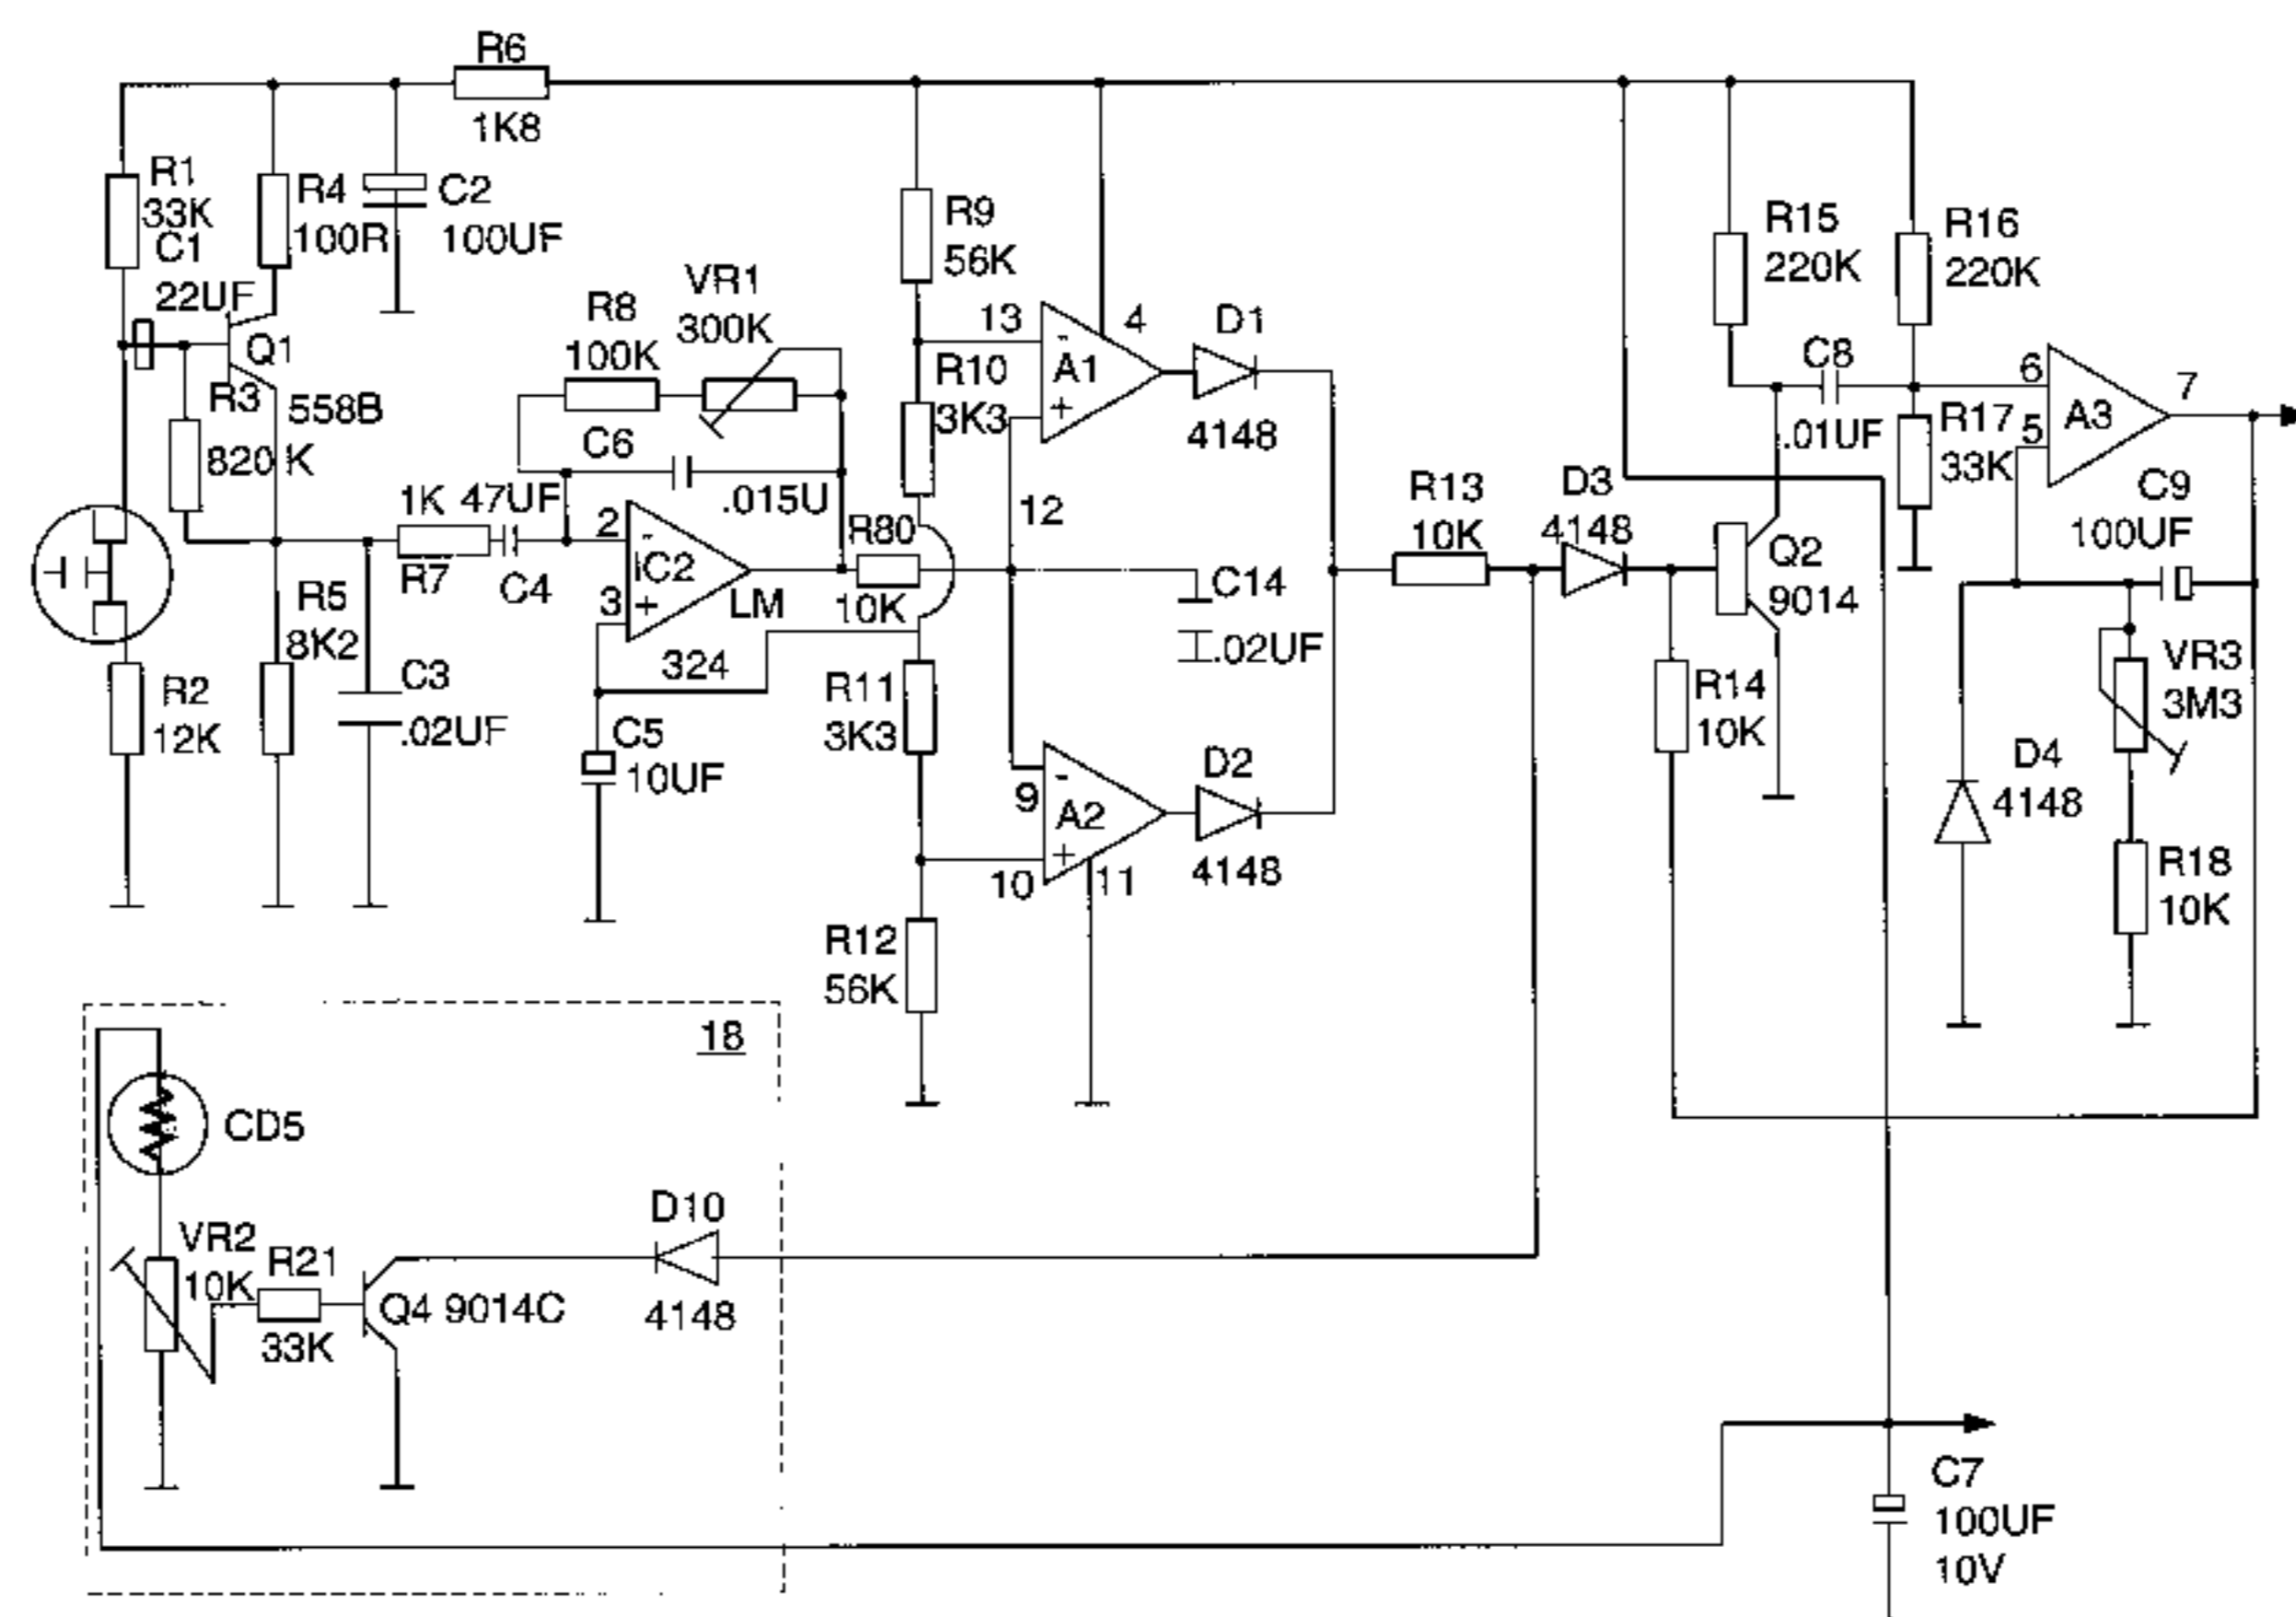 R6
1K8
R1
33K
C1
22UF
R4
100R
C2
100UF
Q1
558B
R3
820 K
R2
12K
R5
8K2
C3
.02UF
1K
R7
47UF
C4
R8
100K
VR1
300K
C6
.015U
2
-
IC2
3
+
LM
324
R80
10K
C5
10UF
R9
56K
R10
3K3
R11
3K3
R12
56K
13
-
4
A1
+
12
D1
4148
C14
.02UF
9
-
A2
+
10
11
D2
4148
R13
10K
D3
4148
Q2
9014
R14
10K
R15
220K
R16
220K
C8
.01UF
R17
33K
6
5
A3
7
C9
100UF
VR3
3M3
D4
4148
R18
10K
18
CD5
VR2
10K
R21
33K
Q4 9014C
D10
4148
C7
100UF
10V